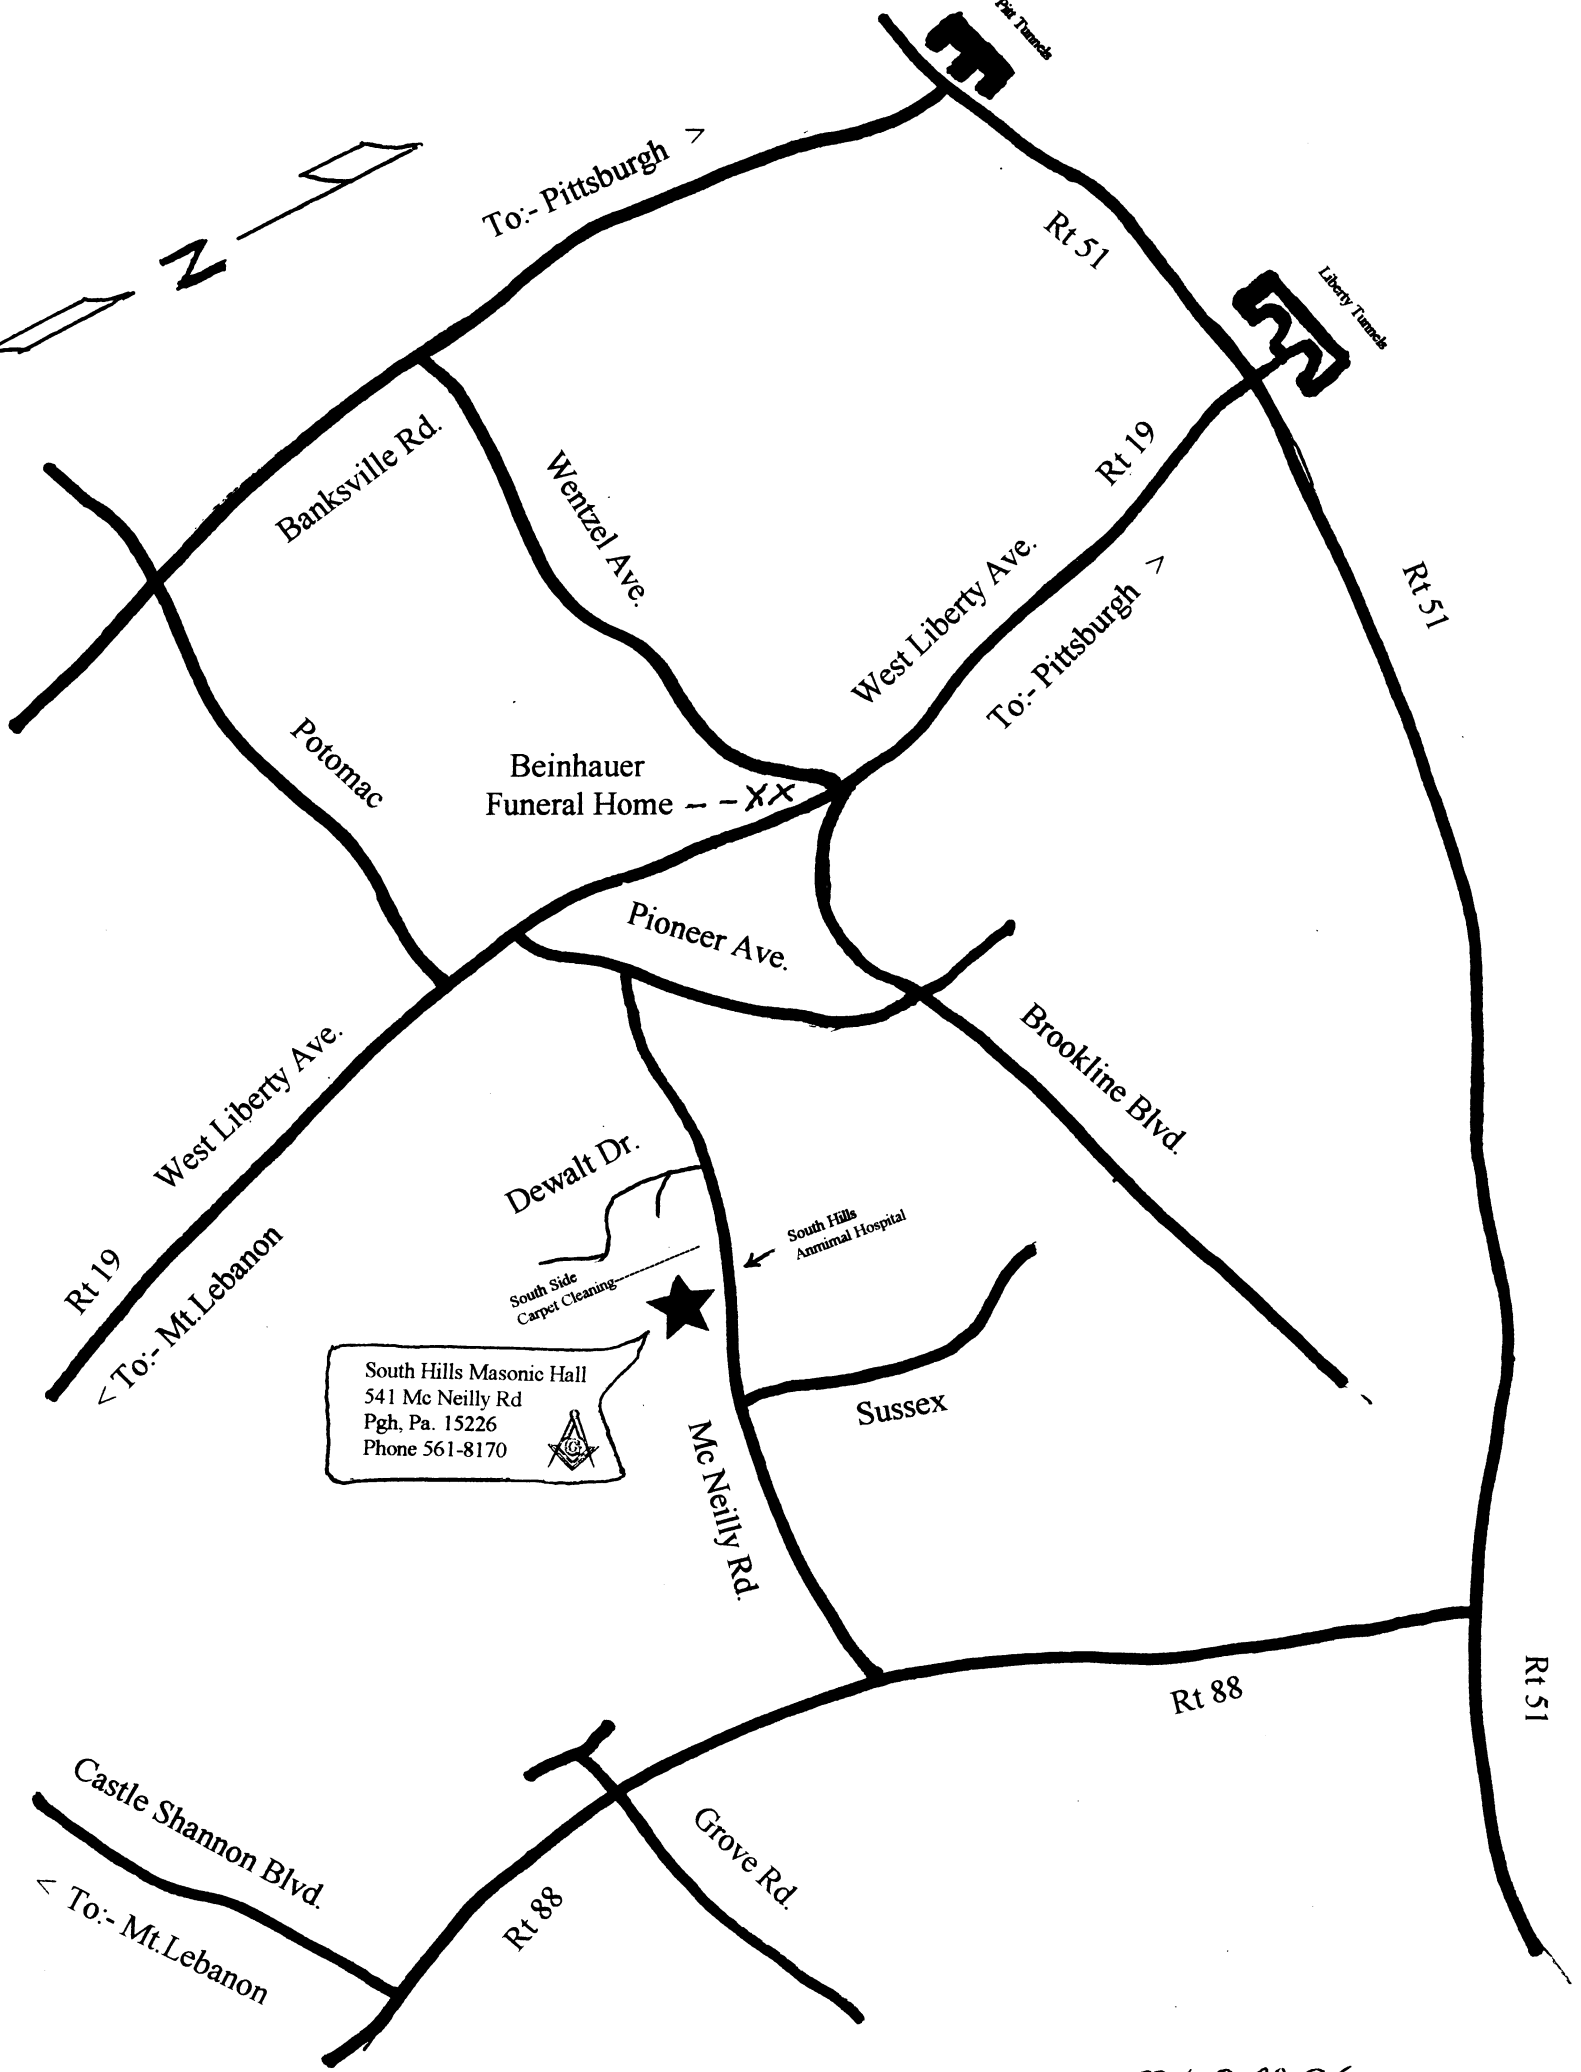 Pitt Tunnels
To:- Pittsburgh >
Rt 51
N
Liberty Tunnels
Banksville Rd.
Wentzel Ave.
Rt 19
West Liberty Ave.
To:- Pittsburgh >
Rt 51
Potomac
Beinhauer
Funeral Home - - XX
Pioneer Ave.
Brookline Blvd.
West Liberty Ave.
Rt 19
< To:- Mt.Lebanon
Dewalt Dr.
South Hills
Anmimal Hospital
South Side
Carpet Cleaning
South Hills Masonic Hall
541 Mc Neilly Rd
Pgh, Pa. 15226
Phone 561-8170
G
Sussex
Mc Neilly Rd.
Rt 88
Rt 51
Castle Shannon Blvd.
< To:- Mt.Lebanon
Grove Rd.
Rt 88